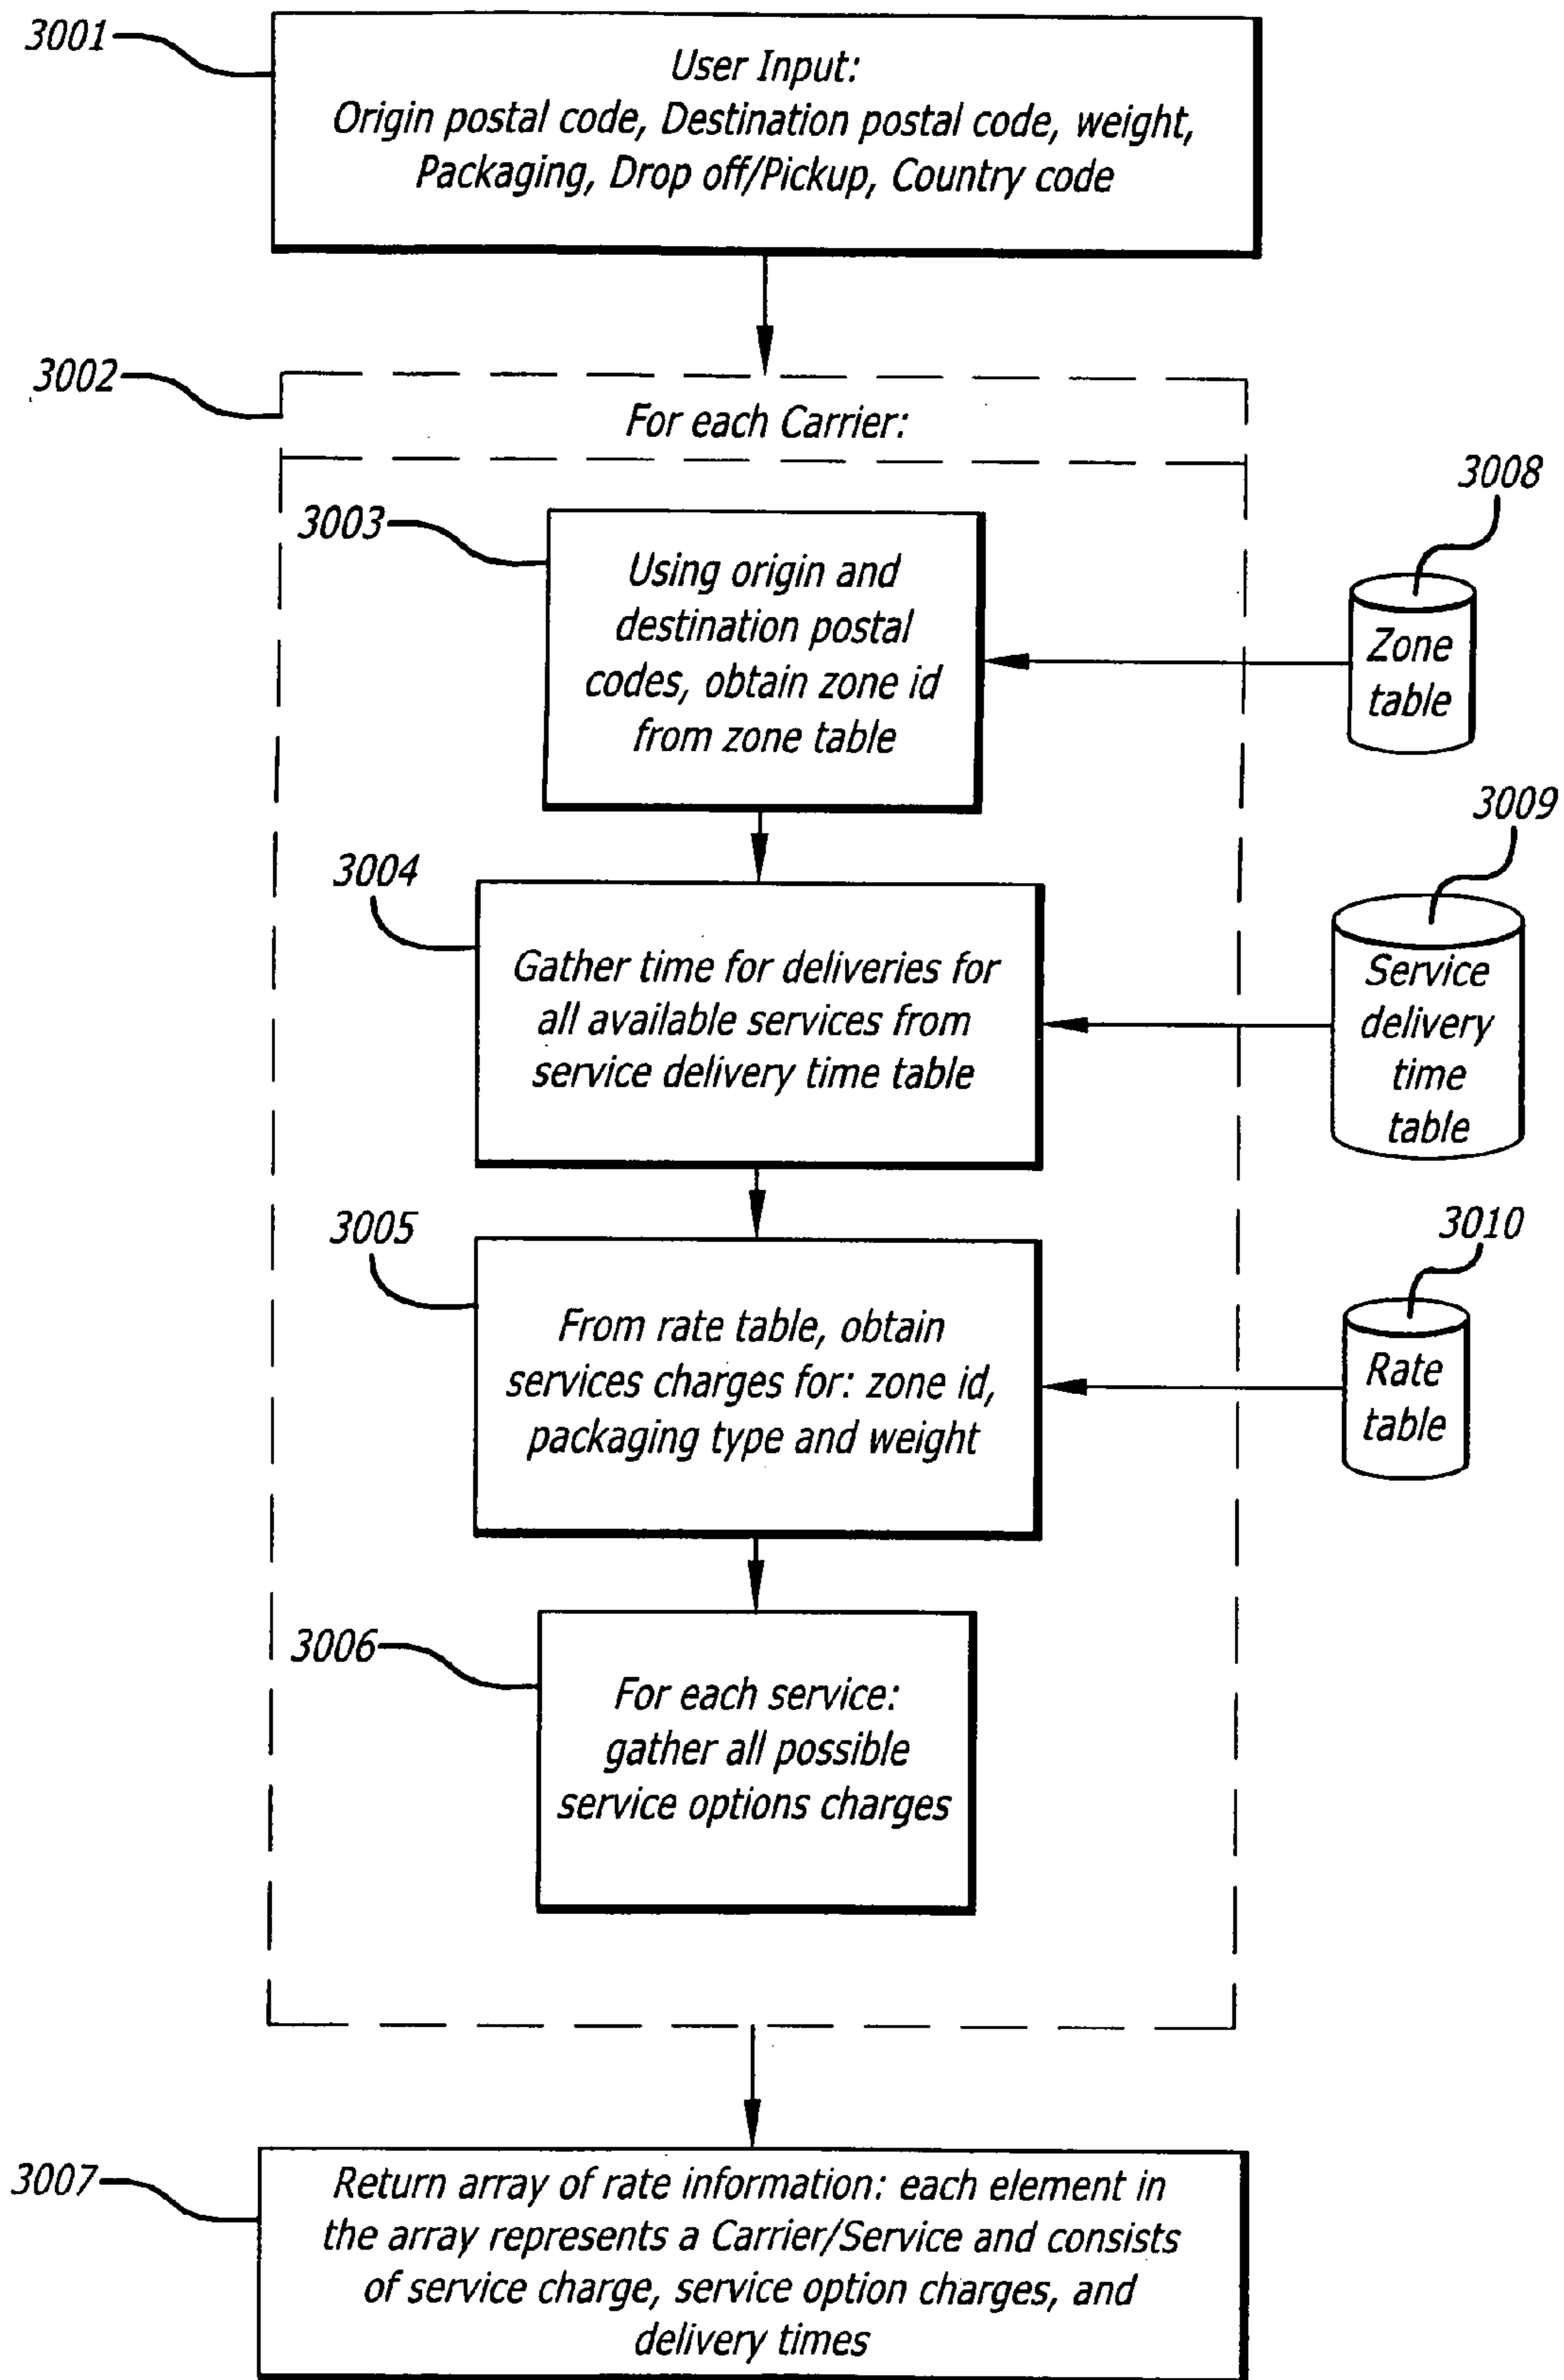 3001
User Input:
Origin postal code, Destination postal code, weight,
Packaging, Drop off/Pickup, Country code
3002
For each Carrier:
3003
Using origin and
destination postal
codes, obtain zone id
from zone table
3008
Zone
table
3004
Gather time for deliveries for
all available services from
service delivery time table
3009
Service
delivery
time
table
3005
From rate table, obtain
services charges for: zone id,
packaging type and weight
3010
Rate
table
3006
For each service:
gather all possible
service options charges
3007
Return array of rate information: each element in
the array represents a Carrier/Service and consists
of service charge, service option charges, and
delivery times